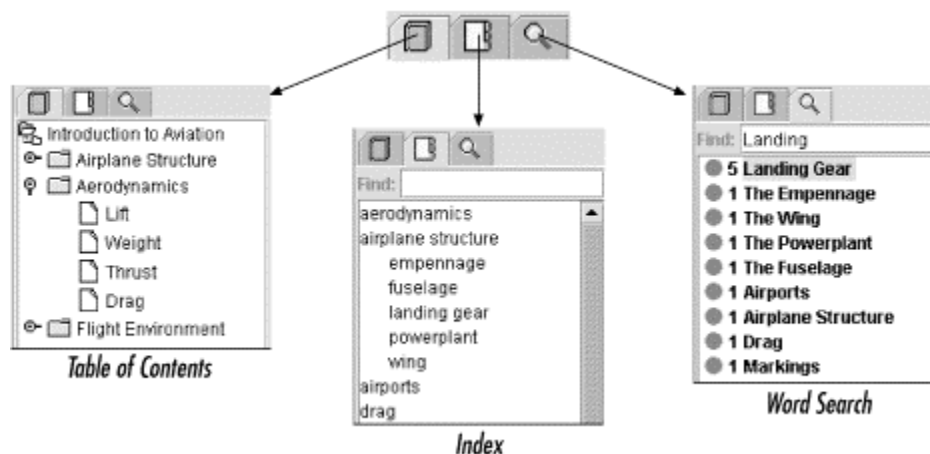 Introduction to Aviation
Airplane Structure
Aerodynamics
Lift
Weight
Thrust
Drag
Flight Environment
Table of Contents
Find:
aerodynamics
airplane structure
empennage
fuselage
landing gear
powerplant
wing
airports
drag
Index
Find: Landing
5 Landing Gear
1 The Empennage
1 The Wing
1 The Powerplant
1 The Fuselage
1 Airports
1 Airplane Structure
1 Drag
1 Markings
Word Search